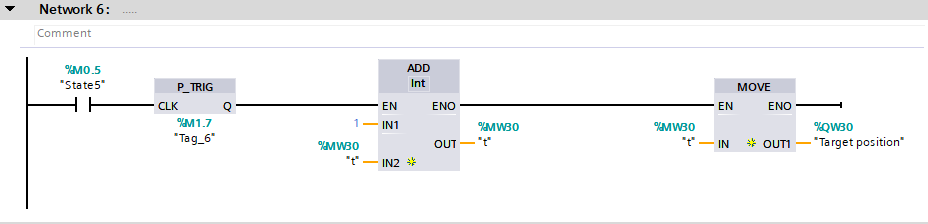 Network 6: .....
Comment
%M0.5
"State5"
P_TRIG
CLK Q
%M1.7
"Tag_6"
ADD
Int
EN ENO
1 IN1
%MW30
"t" IN2
OUT %MW30
"t"
MOVE
EN ENO
%MW30
"t" IN
OUT1 %QW30
"Target position"